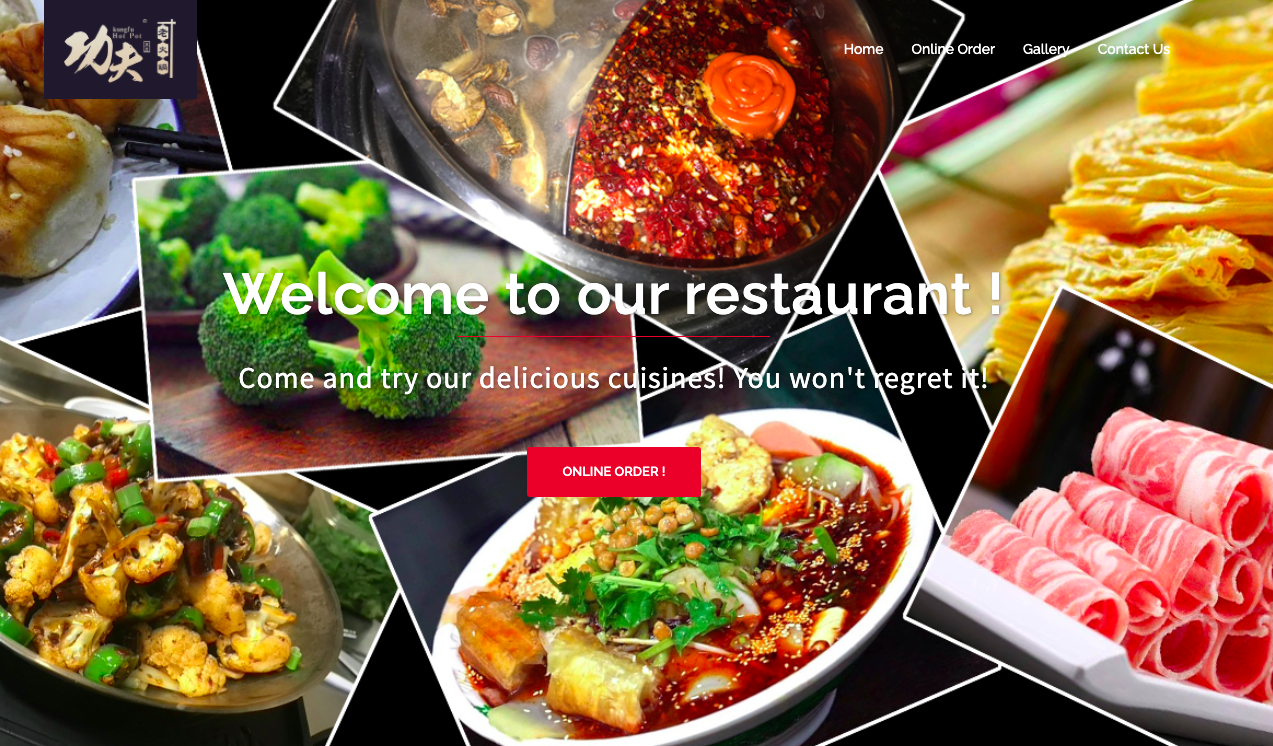 功夫
kungfu
Hot Pot
老火锅
Home Online Order Gallery Contact Us
Welcome to our restaurant !
Come and try our delicious cuisines! You won't regret it!
ONLINE ORDER !